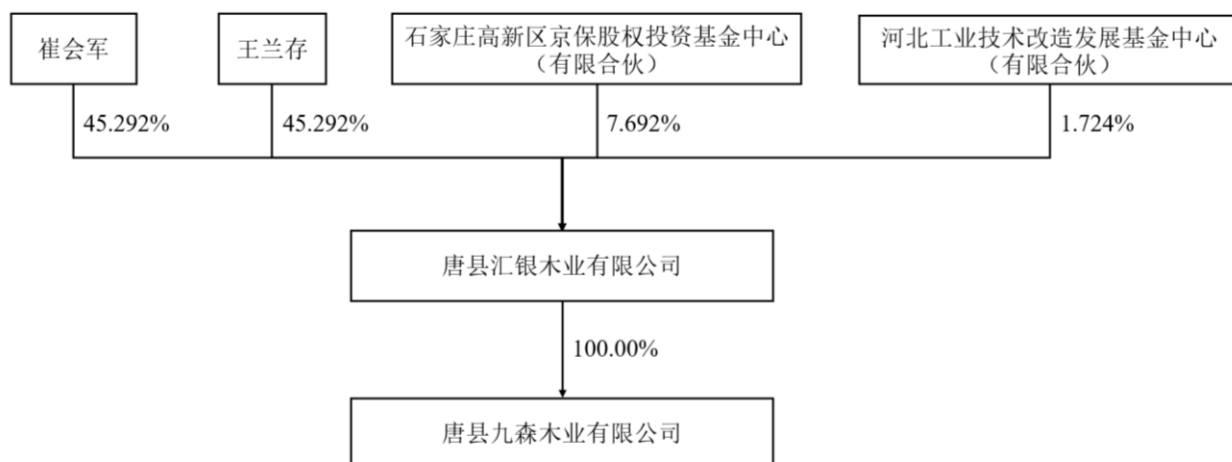 崔会军
王兰存
石家庄高新区京保股权投资基金中心
（有限合伙）
河北工业技术改造发展基金中心
（有限合伙）
45.292%
45.292%
7.692%
1.724%
唐县汇银木业有限公司
100.00%
唐县九森木业有限公司